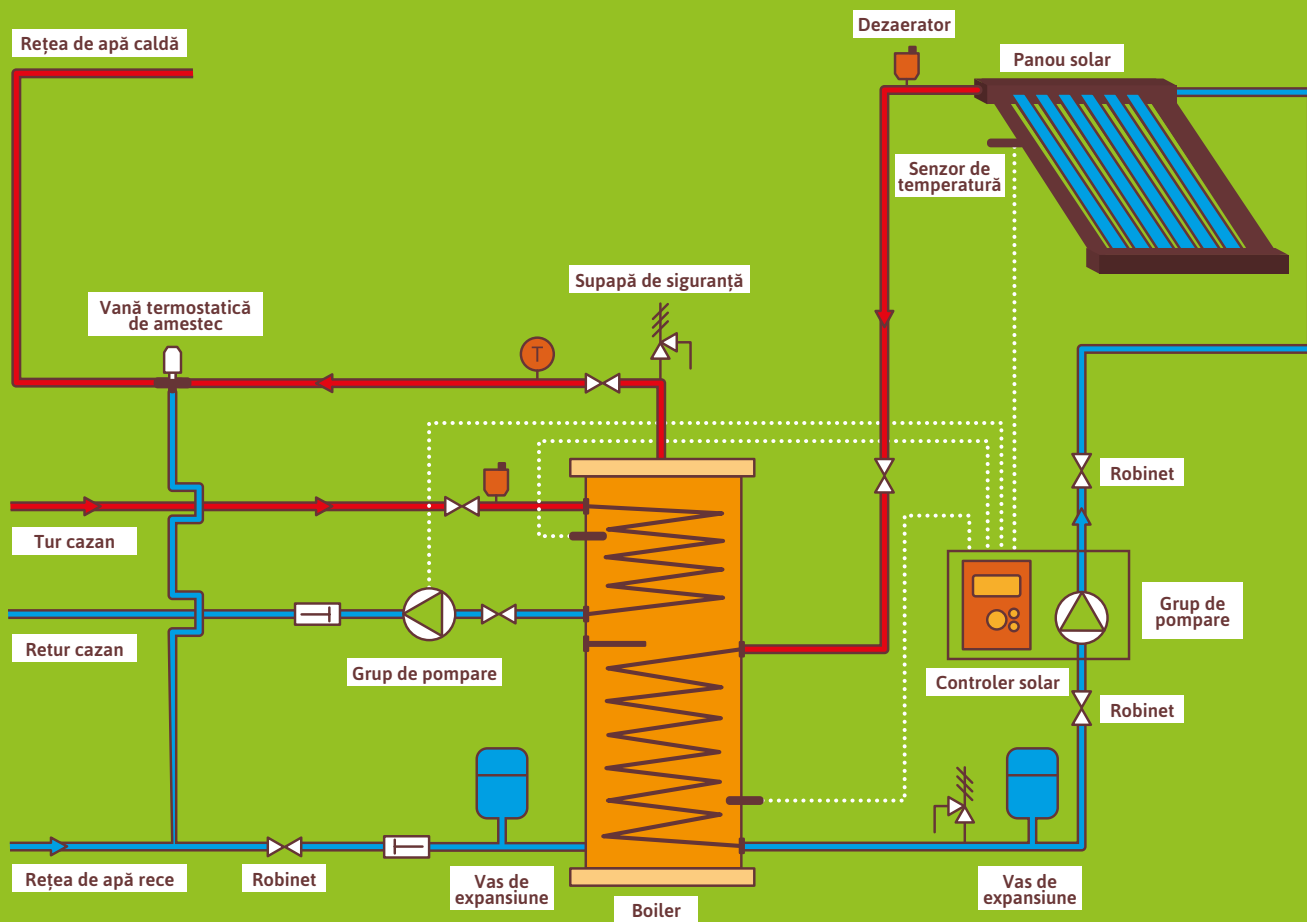 Dezaerator
Rețea de apă caldă
Panou solar
Senzor de
temperatură
Supapă de siguranță
Vană termostatică
de amestec
T
Robinet
Tur cazan
Grup de
pompare
Retur cazan
Grup de pompare
Controler solar
Robinet
Rețea de apă rece
Robinet
Vas de
expansiune
Vas de
expansiune
Boiler